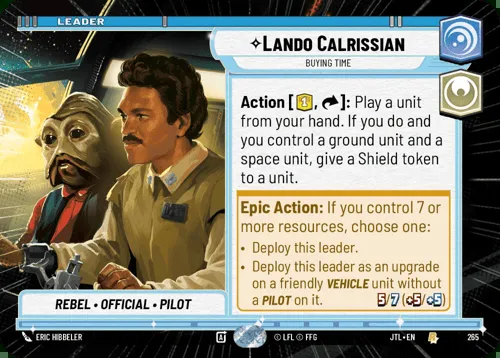 LEADER
✧LANDO CALRISSIAN
BUYING TIME
Action [1, ]: Play a unit
from your hand. If you do and
you control a ground unit and a
space unit, give a Shield token
to a unit.
Epic Action: If you control 7 or
more resources, choose one:
• Deploy this leader.
• Deploy this leader as an upgrade
on a friendly VEHICLE unit without
a PILOT on it. 5/7 (+5/+5)
REBEL • OFFICIAL • PILOT
ERIC HIBBELER
A
© LFL © FFG
JTL • EN
265